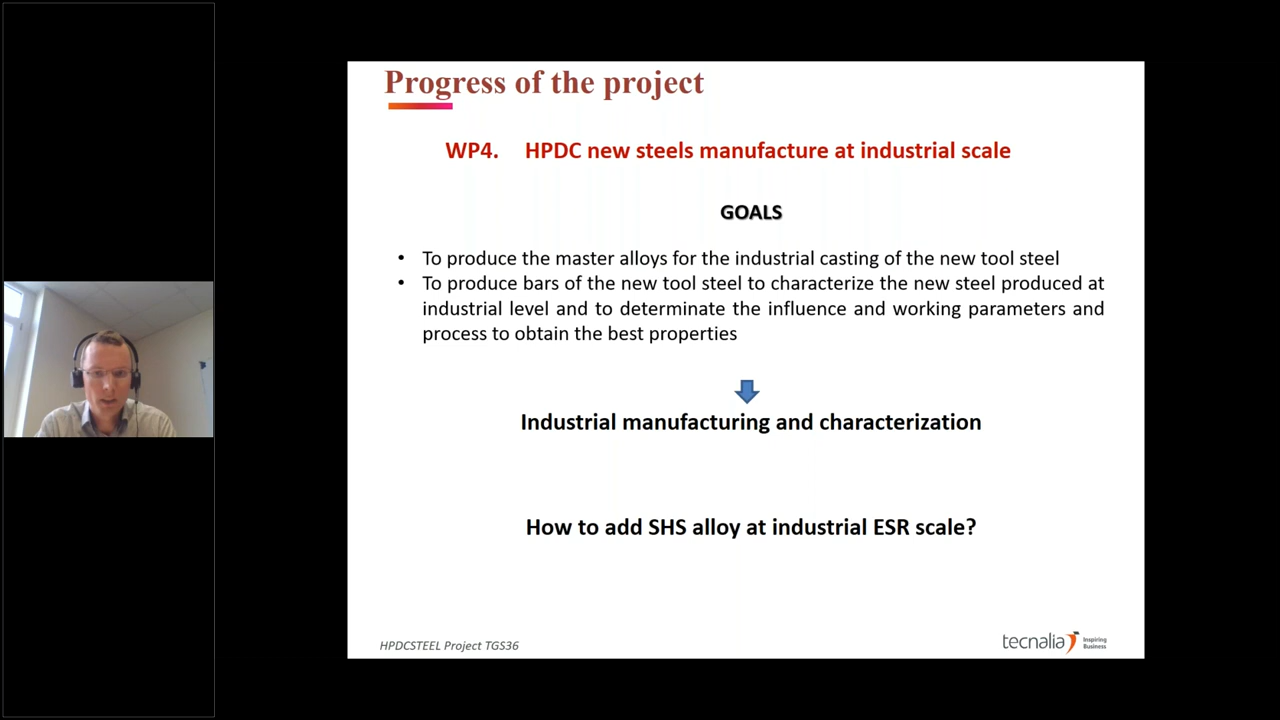 Progress of the project
WP4. HPDC new steels manufacture at industrial scale
GOALS
• To produce the master alloys for the industrial casting of the new tool steel
• To produce bars of the new tool steel to characterize the new steel produced at
industrial level and to determinate the influence and working parameters and
process to obtain the best properties
Industrial manufacturing and characterization
How to add SHS alloy at industrial ESR scale?
HPDCSTEEL Project TGS36
tecnalia Inspiring
Business